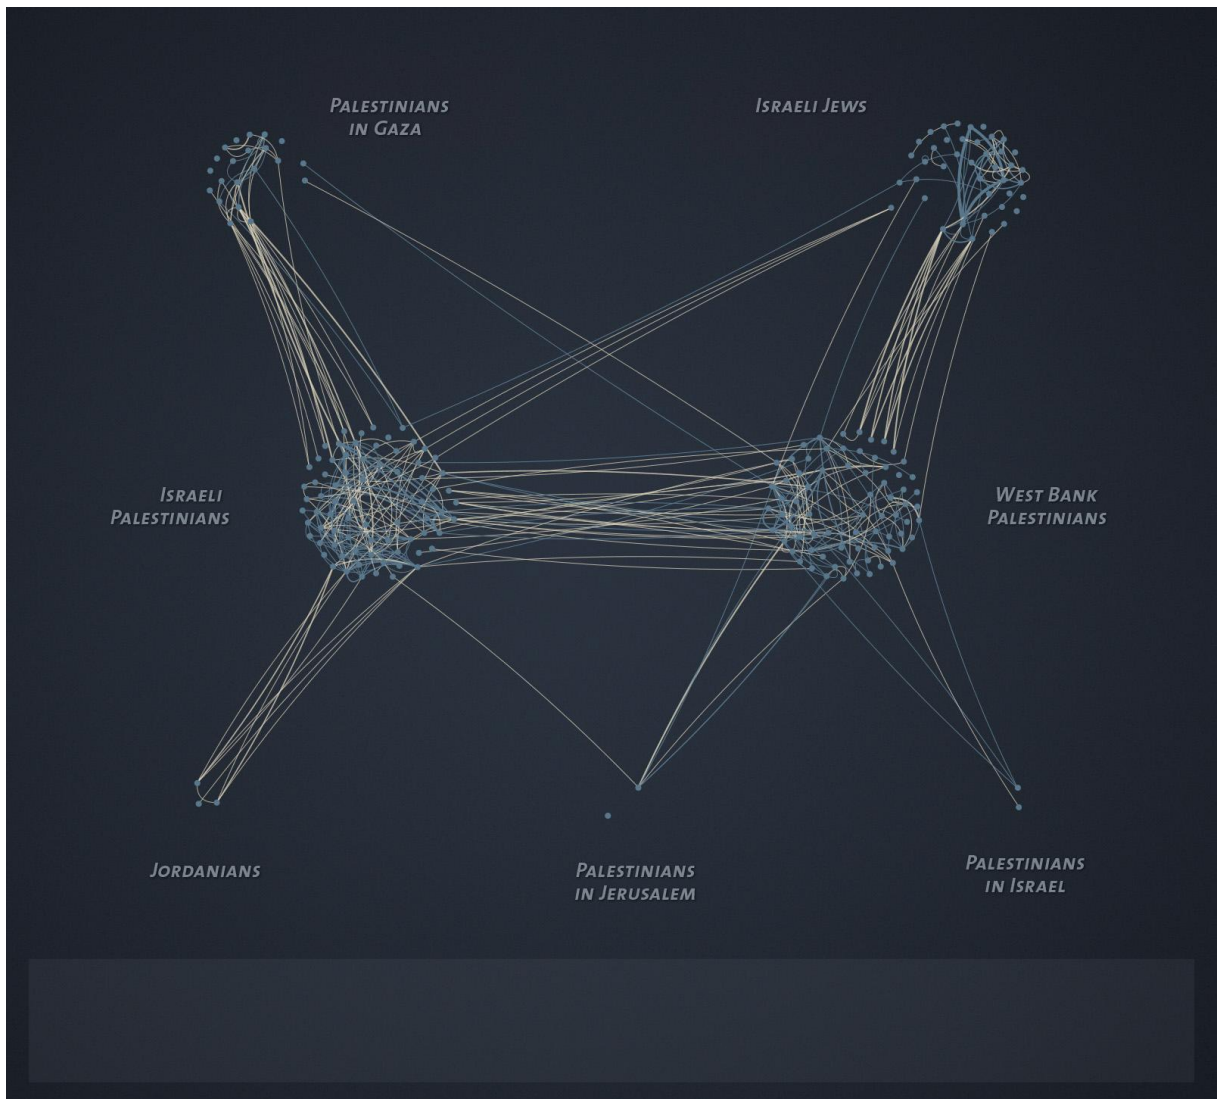 Palestinians
in Gaza
Israeli Jews
Israeli
Palestinians
West Bank
Palestinians
Jordanians
Palestinians
in Jerusalem
Palestinians
in Israel